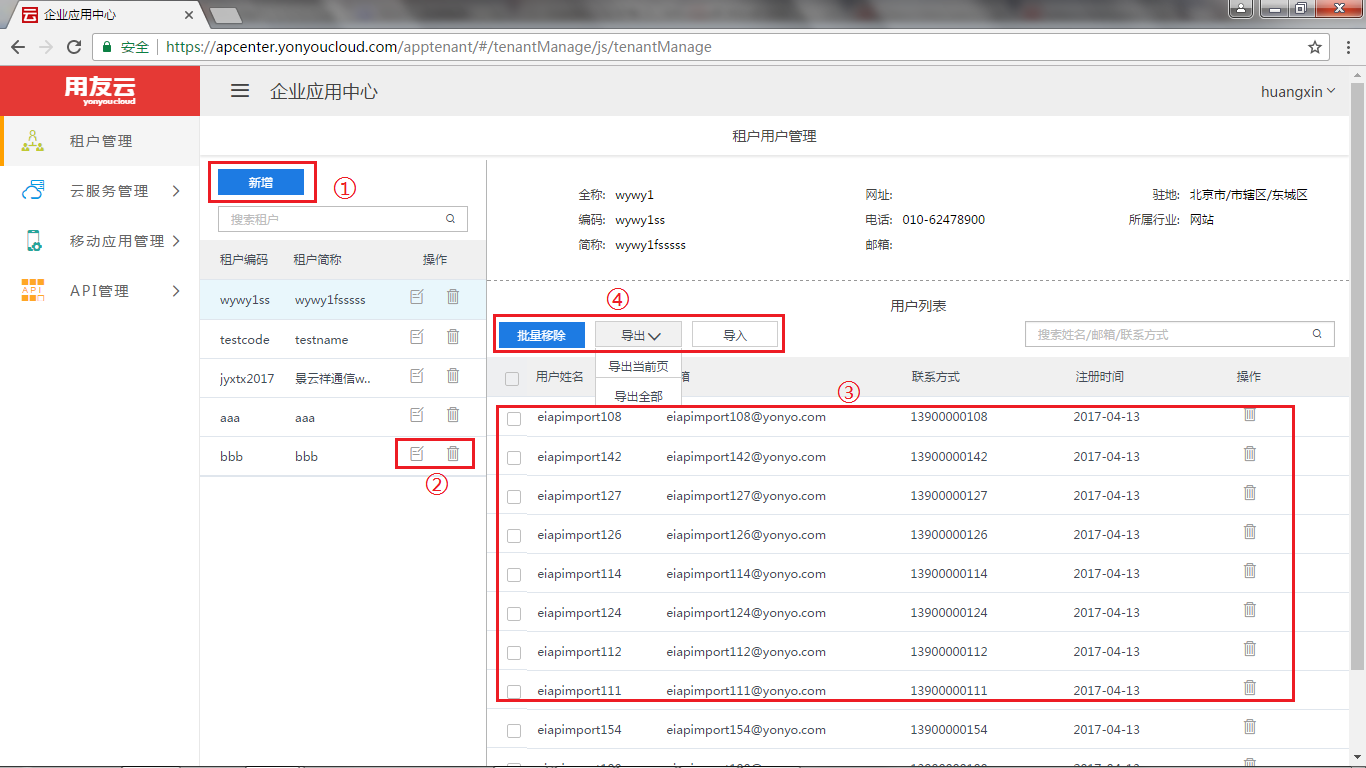 企业应用中心
安全 https://apcenter.yonyoucloud.com/apptenant/#/tenantManage/js/tenantManage
用友云
yonyoucloud
企业应用中心
huangxin
租户管理
云服务管理
移动应用管理
API
API管理
租户用户管理
新增
①
搜索租户
租户编码 租户简称 操作
wywy1ss wywy1fsssss
testcode testname
jyxtx2017 景云祥通信w..
aaa aaa
bbb bbb
②
全称: wywy1 网址: 驻地: 北京市/市辖区/东城区
编码: wywy1ss 电话: 010-62478900 所属行业: 网站
简称: wywy1fsssss 邮箱:
④
用户列表
批量移除 导出 导入 搜索姓名/邮箱/联系方式
导出当前页
导出全部
用户姓名 箱 联系方式 注册时间 操作
③
eiapimport108 eiapimport108@yonyo.com 13900000108 2017-04-13
eiapimport142 eiapimport142@yonyo.com 13900000142 2017-04-13
eiapimport127 eiapimport127@yonyo.com 13900000127 2017-04-13
eiapimport126 eiapimport126@yonyo.com 13900000126 2017-04-13
eiapimport114 eiapimport114@yonyo.com 13900000114 2017-04-13
eiapimport124 eiapimport124@yonyo.com 13900000124 2017-04-13
eiapimport112 eiapimport112@yonyo.com 13900000112 2017-04-13
eiapimport111 eiapimport111@yonyo.com 13900000111 2017-04-13
eiapimport154 eiapimport154@yonyo.com 13900000154 2017-04-13